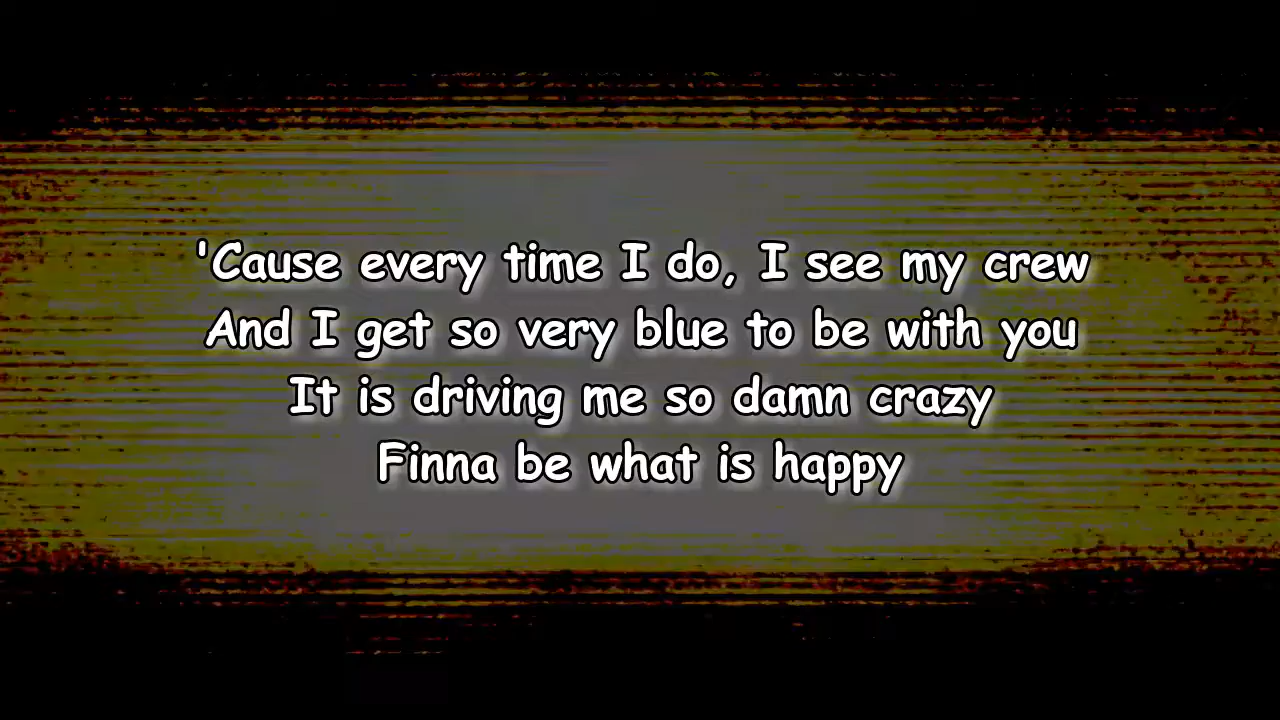 'Cause every time I do, I see my crew
And I get so very blue to be with you
It is driving me so damn crazy
Finna be what is happy